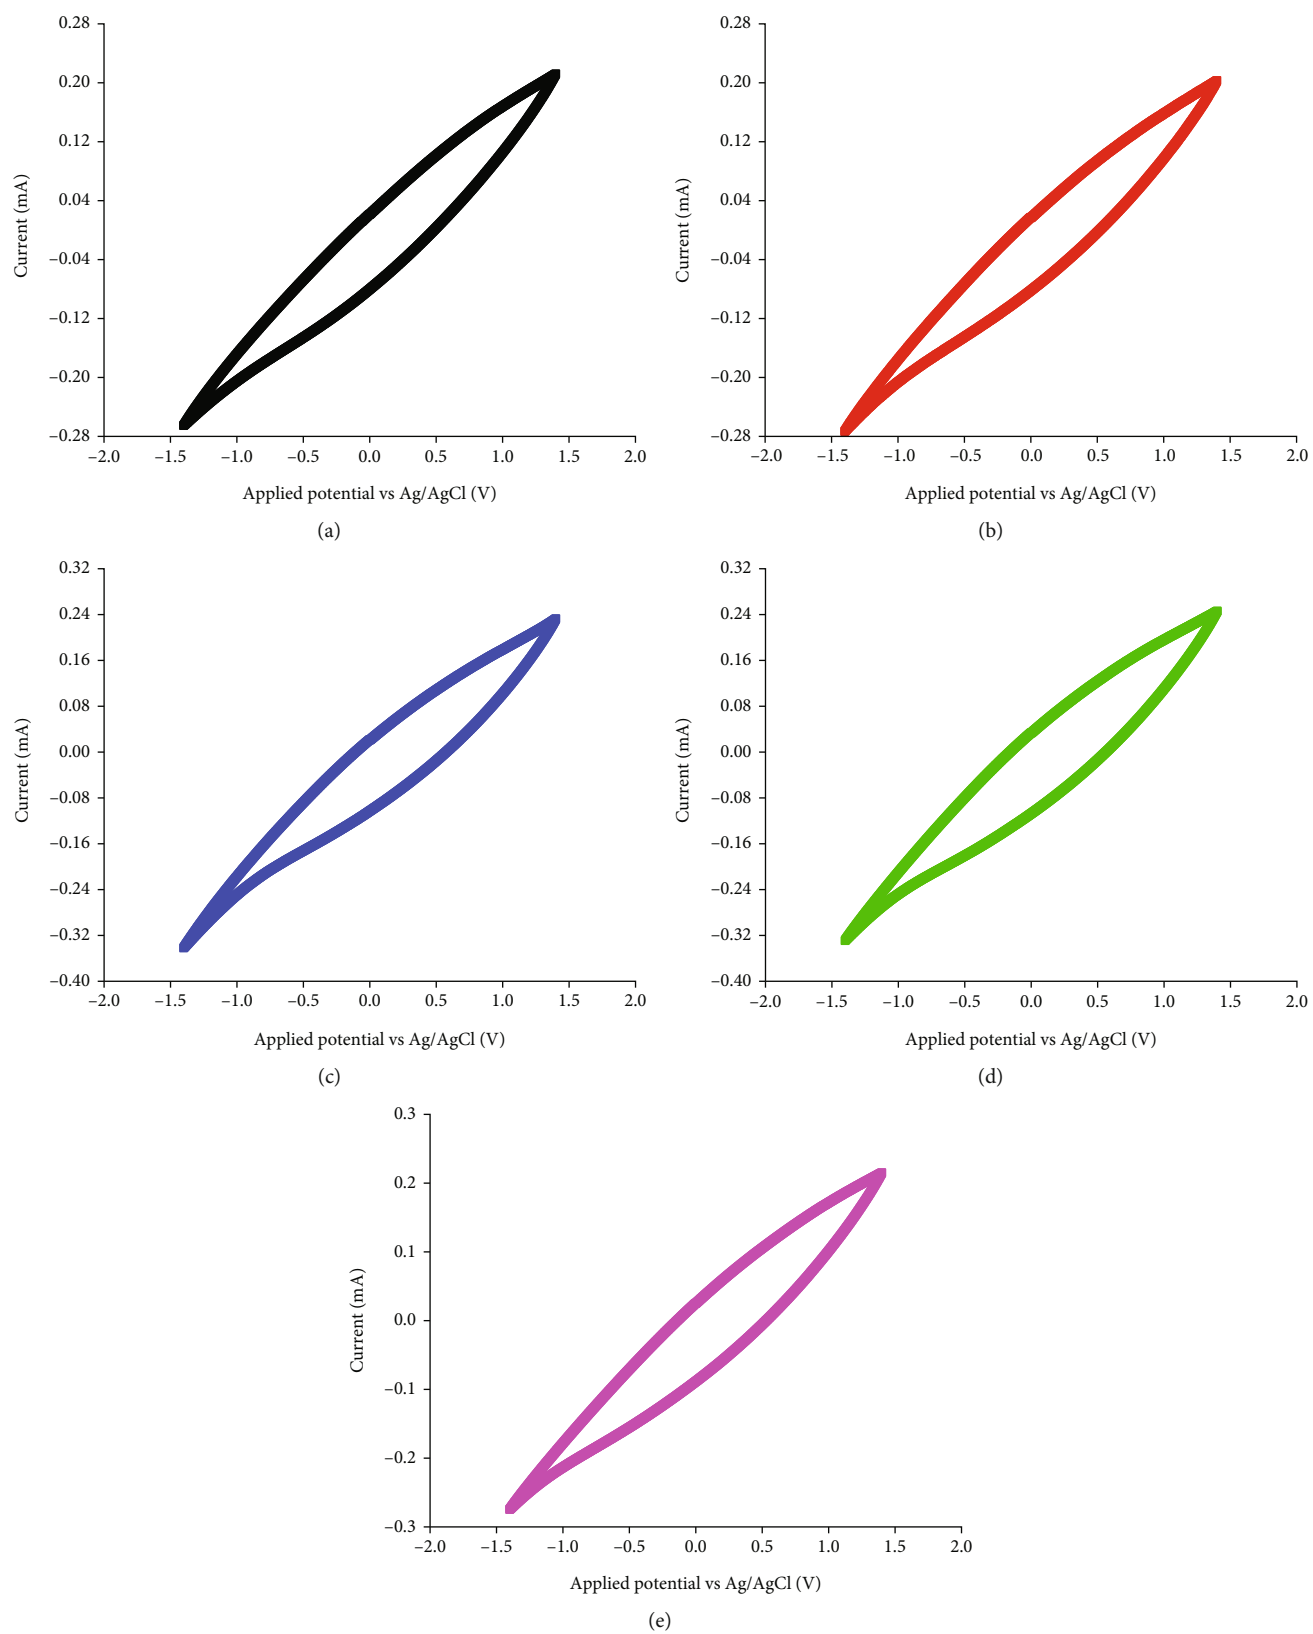 0.28
0.20
0.12
0.04
–0.04
–0.12
–0.20
–0.28
–2.0 –1.5 –1.0 –0.5 0.0 0.5 1.0 1.5 2.0
Current (mA)
Applied potential vs Ag/AgCl (V)
(a)
0.28
0.20
0.12
0.04
–0.04
–0.12
–0.20
–0.28
–2.0 –1.5 –1.0 –0.5 0.0 0.5 1.0 1.5 2.0
Current (mA)
Applied potential vs Ag/AgCl (V)
(b)
0.32
0.24
0.16
0.08
0.00
–0.08
–0.16
–0.24
–0.32
–0.40
–2.0 –1.5 –1.0 –0.5 0.0 0.5 1.0 1.5 2.0
Current (mA)
Applied potential vs Ag/AgCl (V)
(c)
0.32
0.24
0.16
0.08
0.00
–0.08
–0.16
–0.24
–0.32
–0.40
–2.0 –1.5 –1.0 –0.5 0.0 0.5 1.0 1.5 2.0
Current (mA)
Applied potential vs Ag/AgCl (V)
(d)
0.3
0.2
0.1
0.0
–0.1
–0.2
–0.3
–2.0 –1.5 –1.0 –0.5 0.0 0.5 1.0 1.5 2.0
Current (mA)
Applied potential vs Ag/AgCl (V)
(e)